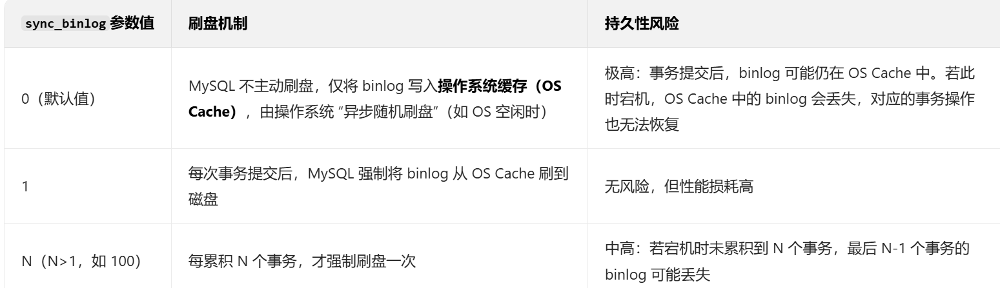 sync_binlog 参数值
刷盘机制
持久性风险
0（默认值）
MySQL 不主动刷盘，仅将 binlog 写入操作系统缓存（OS
Cache），由操作系统 “异步随机刷盘”（如 OS 空闲时）
极高：事务提交后，binlog 可能仍在 OS Cache 中。若此
时宕机，OS Cache 中的 binlog 会丢失，对应的事务操作
也无法恢复
1
每次事务提交后，MySQL 强制将 binlog 从 OS Cache 刷到
磁盘
无风险，但性能损耗高
N（N>1，如 100）
每累积 N 个事务，才强制刷盘一次
中高：若宕机时未累积到 N 个事务，最后 N-1 个事务的
binlog 可能丢失